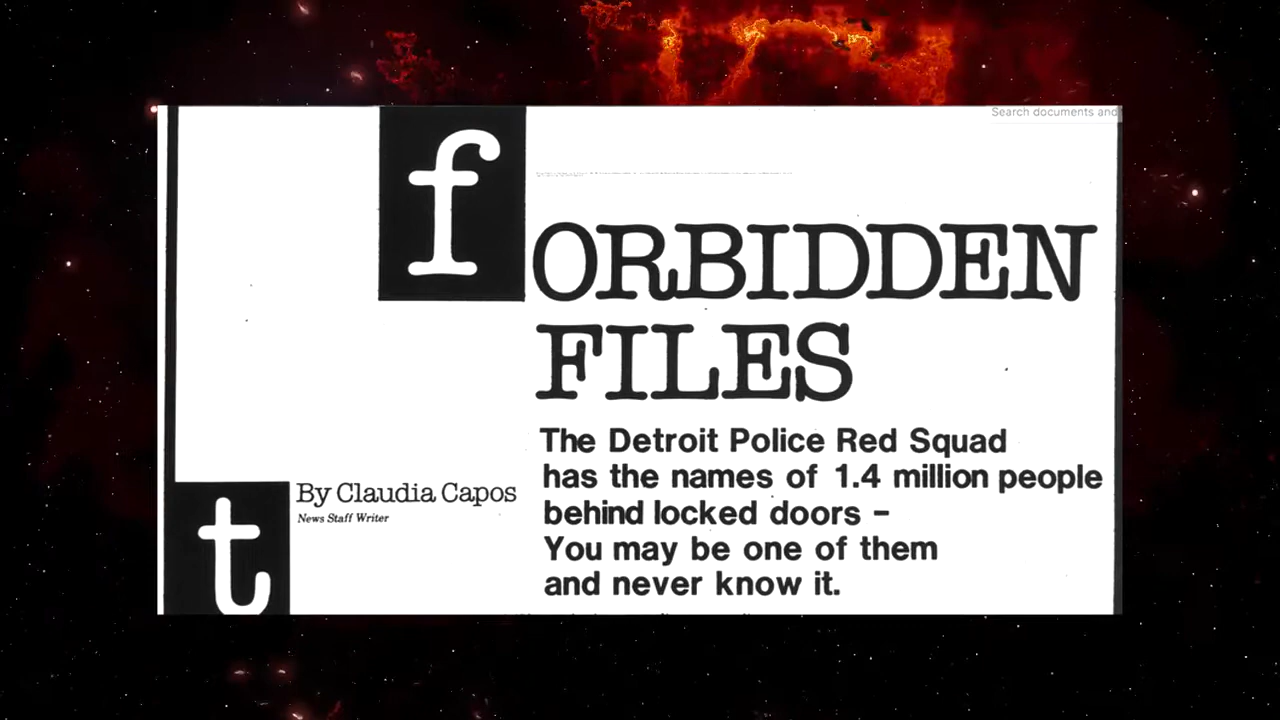 Search documents and
fORBIDDEN
FILES
The Detroit Police Red Squad
has the names of 1.4 million people
behind locked doors –
You may be one of them
and never know it.
By Claudia Capos
News Staff Writer
t